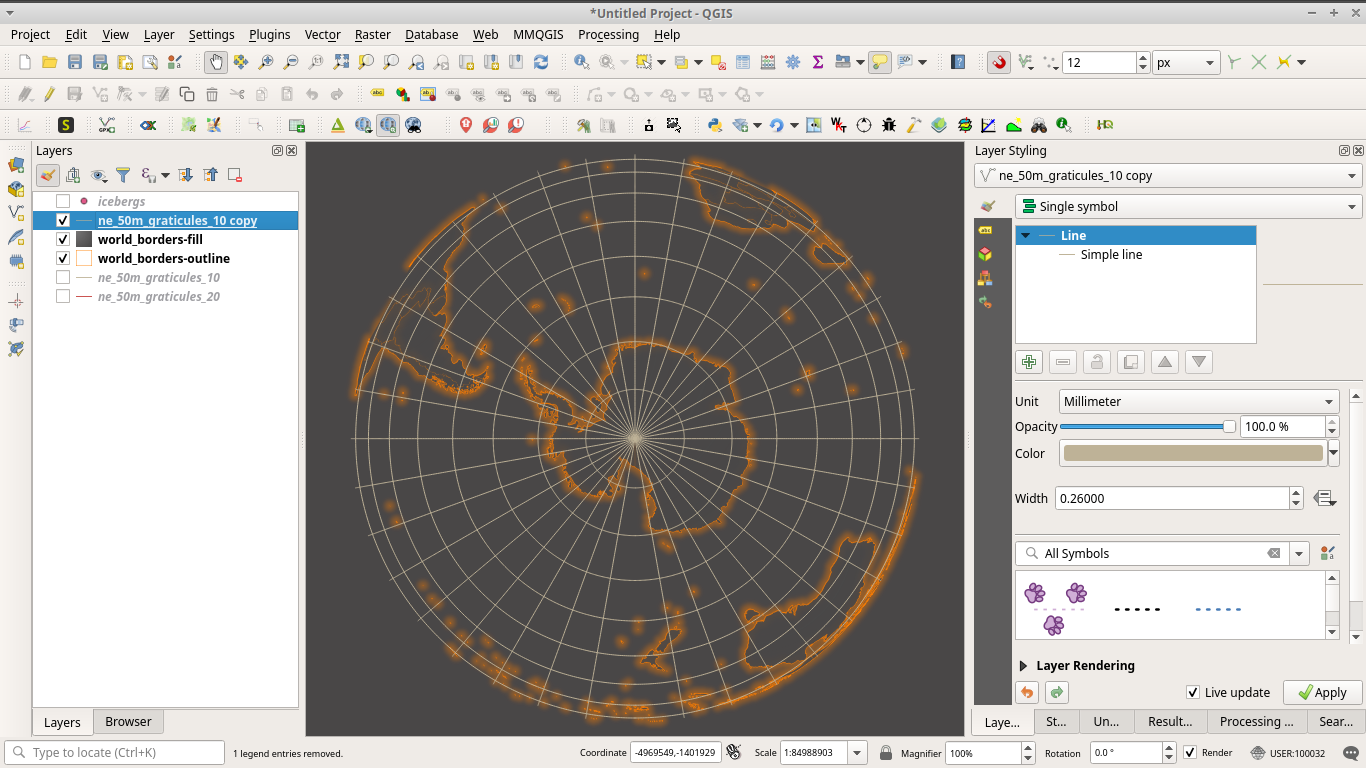 *Untitled Project - QGIS
Project Edit View Layer Settings Plugins Vector Raster Database Web MMQGIS Processing Help
12 px
Layers
icebergs
ne_50m_graticules_10 copy
world_borders-fill
world_borders-outline
ne_50m_graticules_10
ne_50m_graticules_20
Layers Browser
Layer Styling
ne_50m_graticules_10 copy
Single symbol
Line
Simple line
Unit Millimeter
Opacity 100.0 %
Color
Width 0.26000
All Symbols
Layer Rendering
Live update Apply
Laye... St... Un... Result... Processing ... Sear...
Type to locate (Ctrl+K) 1 legend entries removed. Coordinate -4969549,-1401929 Scale 1:84988903 Magnifier 100% Rotation 0.0 ° Render USER:100032